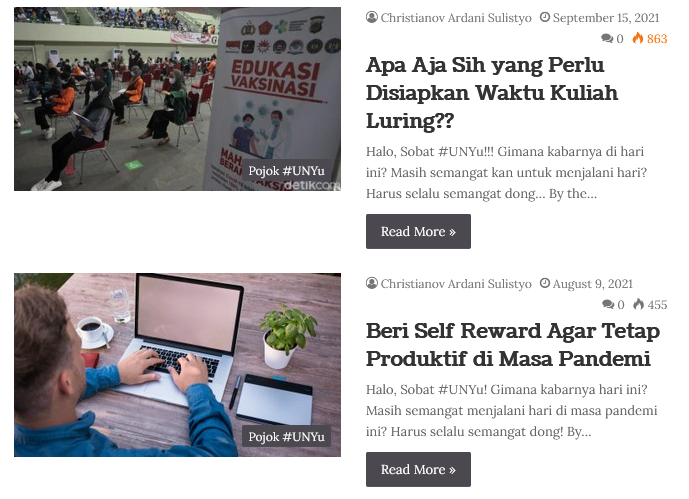 EDUKASI
VAKSINASI
Pojok #UNYu
detikcom
Christianov Ardani Sulistyo September 15, 2021
0 863
Apa Aja Sih yang Perlu
Disiapkan Waktu Kuliah
Luring??
Halo, Sobat #UNYu!!! Gimana kabarnya di hari
ini? Masih semangat kan untuk menjalani hari?
Harus selalu semangat dong… By the…
Read More »
Pojok #UNYu
Christianov Ardani Sulistyo August 9, 2021
0 455
Beri Self Reward Agar Tetap
Produktif di Masa Pandemi
Halo, Sobat #UNYu! Gimana kabarnya hari ini?
Masih semangat menjalani hari di masa pandemi
ini? Harus selalu semangat dong! By…
Read More »